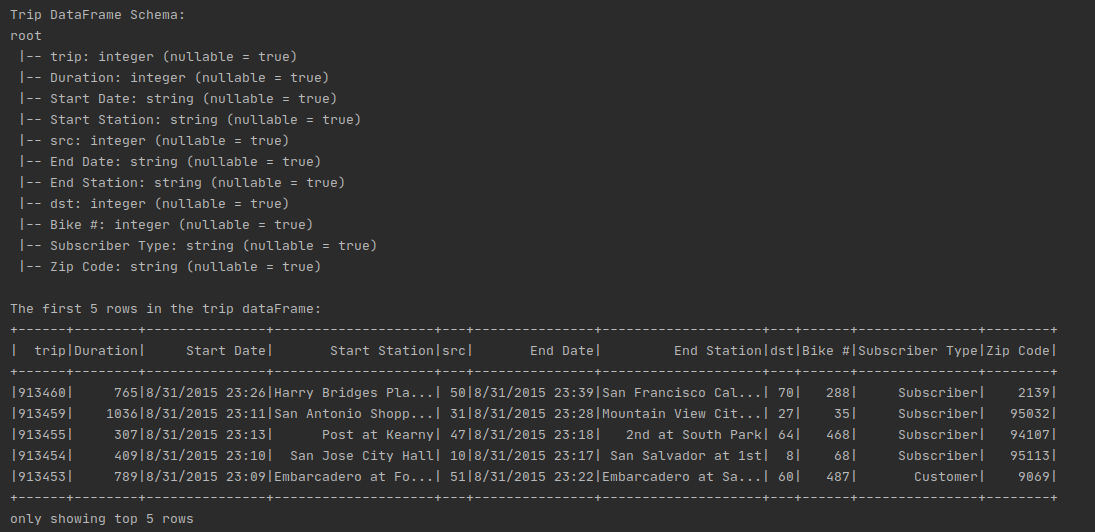 Trip DataFrame Schema:
root
 |-- trip: integer (nullable = true)
 |-- Duration: integer (nullable = true)
 |-- Start Date: string (nullable = true)
 |-- Start Station: string (nullable = true)
 |-- src: integer (nullable = true)
 |-- End Date: string (nullable = true)
 |-- End Station: string (nullable = true)
 |-- dst: integer (nullable = true)
 |-- Bike #: integer (nullable = true)
 |-- Subscriber Type: string (nullable = true)
 |-- Zip Code: string (nullable = true)

The first 5 rows in the trip dataFrame:
+------+--------+---------------+--------------------+---+---------------+--------------------+---+------+---------------+--------+
|  trip|Duration|     Start Date|       Start Station|src|       End Date|         End Station|dst|Bike #|Subscriber Type|Zip Code|
+------+--------+---------------+--------------------+---+---------------+--------------------+---+------+---------------+--------+
|913460|     765|8/31/2015 23:26|Harry Bridges Pla...| 50|8/31/2015 23:39|San Francisco Cal...| 70|   288|     Subscriber|    2139|
|913459|    1036|8/31/2015 23:11|San Antonio Shopp...| 31|8/31/2015 23:28|Mountain View Cit...| 27|    35|     Subscriber|   95032|
|913455|     307|8/31/2015 23:13|      Post at Kearny| 47|8/31/2015 23:18|   2nd at South Park| 64|   468|     Subscriber|   94107|
|913454|     409|8/31/2015 23:10|  San Jose City Hall| 10|8/31/2015 23:17| San Salvador at 1st|  8|    68|     Subscriber|   95113|
|913453|     789|8/31/2015 23:09|Embarcadero at Fo...| 51|8/31/2015 23:22|Embarcadero at Sa...| 60|   487|       Customer|    9069|
+------+--------+---------------+--------------------+---+---------------+--------------------+---+------+---------------+--------+
only showing top 5 rows